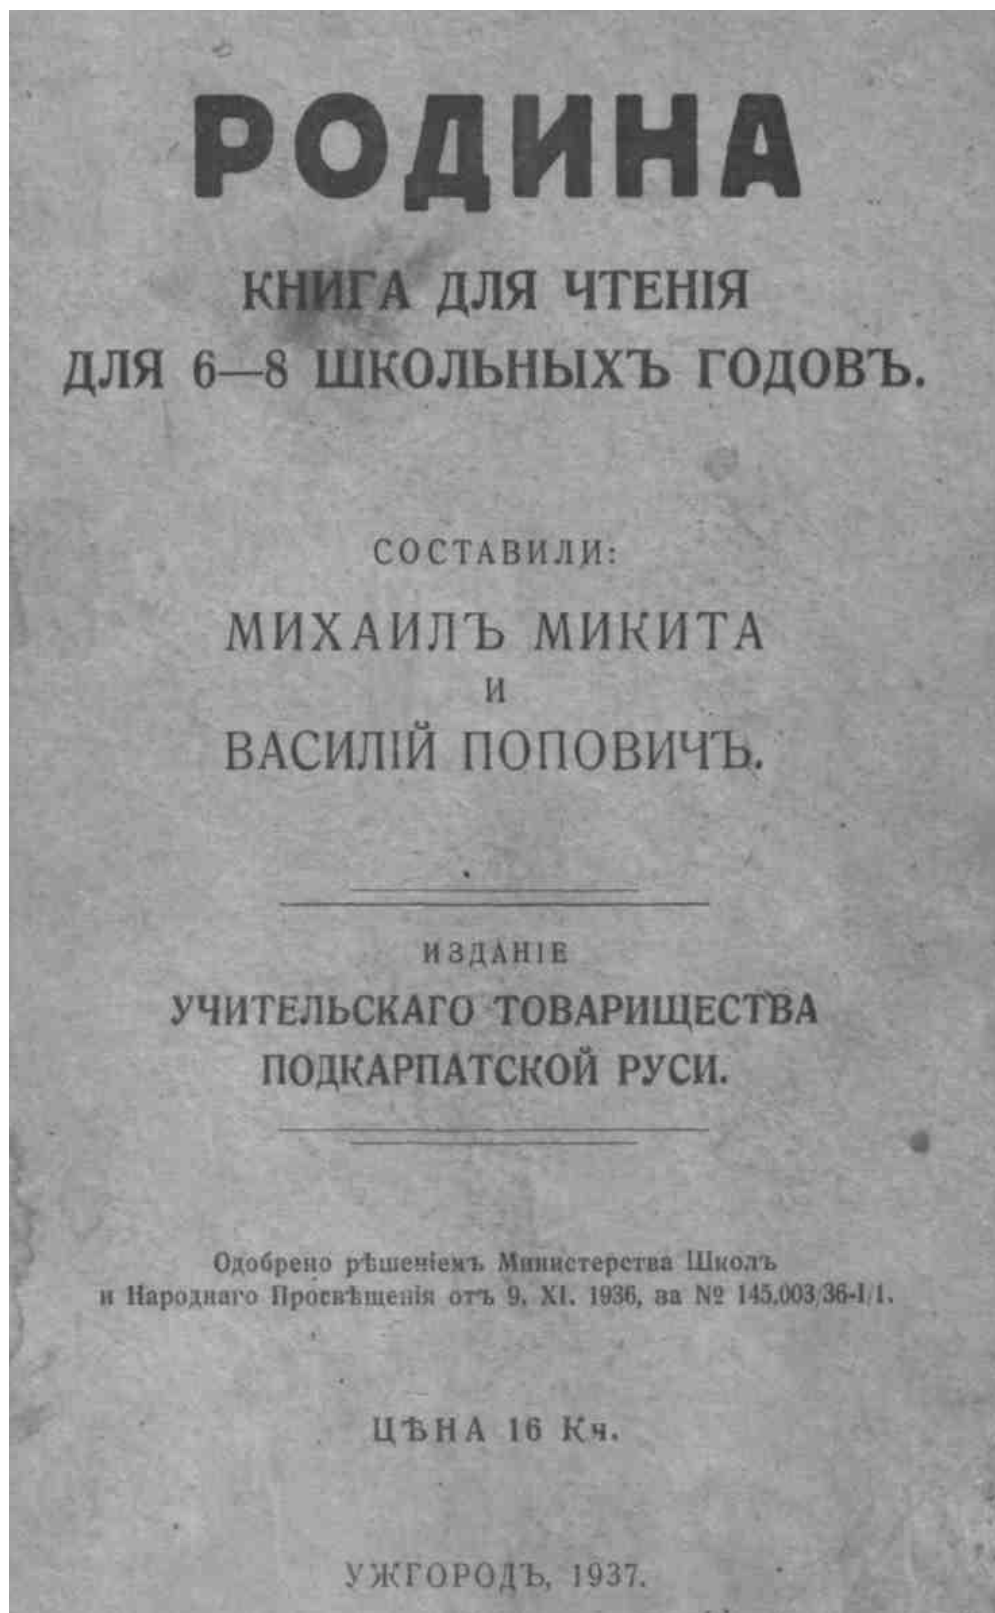 РОДИНА
КНИГА ДЛЯ ЧТЕНІЯ
ДЛЯ 6—8 ШКОЛЬНЫХЪ ГОДОВЪ.
СОСТАВИЛИ:
МИХАИЛЪ МИКИТА
И
ВАСИЛІЙ ПОПОВИЧЪ.
ИЗДАНІЕ
УЧИТЕЛЬСКАГО ТОВАРИЩЕСТВА
ПОДКАРПАТСКОЙ РУСИ.
Одобрено рѣшеніемъ Министерства Школъ
и Народнаго Просвѣщенія отъ 9. XI. 1936, за № 145.003/36-I/1.
ЦѢНА 16 Кч.
УЖГОРОДЪ, 1937.